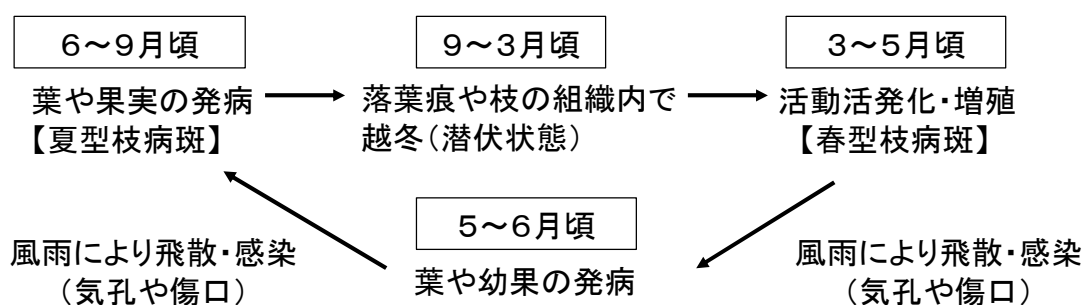 6～9月頃
葉や果実の発病
【夏型枝病斑】
9～3月頃
落葉痕や枝の組織内で
越冬(潜伏状態)
3～5月頃
活動活発化・増殖
【春型枝病斑】
風雨により飛散・感染
(気孔や傷口)
5～6月頃
葉や幼果の発病
風雨により飛散・感染
(気孔や傷口)